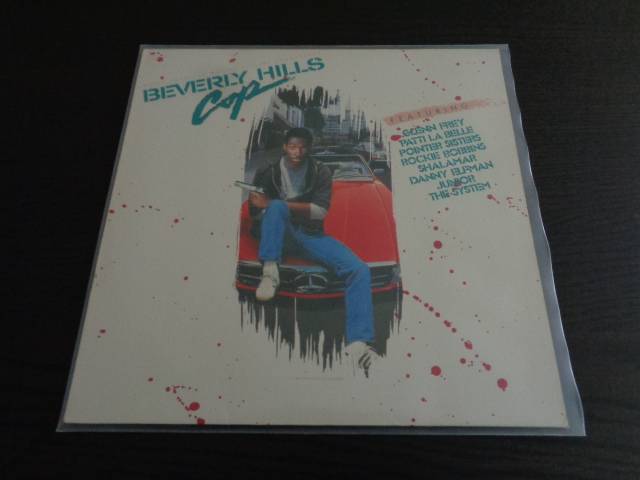 BEVERLY HILLS
Cop
FEATURING
GLENN FREY
PATTI LA BELLE
POINTER SISTERS
ROCKIE ROBBINS
SHALAMAR
DANNY ELFMAN
JUNIOR
THE SYSTEM